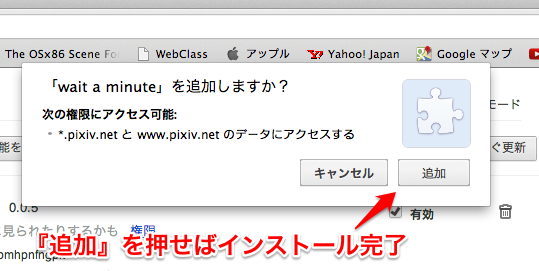 The OSx86 Scene Fo
WebClass
アップル
Yahoo! Japan
Google マップ
「wait a minute」を追加しますか？
次の権限にアクセス可能:
• *.pixiv.net と www.pixiv.net のデータにアクセスする
キャンセル
追加
モード
能を
ぐ更新
0.0.5
に見られたりするかも
権限
有効
『追加』を押せばインストール完了